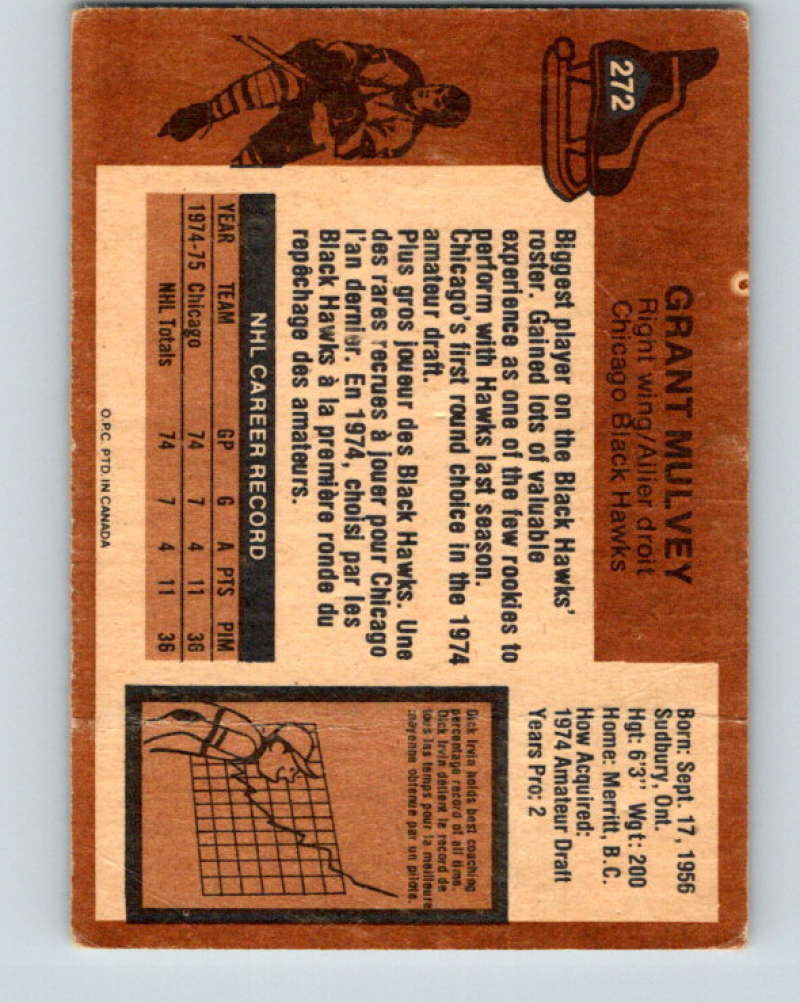 272
GRANT MULVEY
Right wing/Ailier droit
Chicago Black Hawks
Born: Sept. 17, 1956
Sudbury, Ont.
Hgt: 6'3" Wgt: 200
Home: Merritt, B.C.
How Acquired:
1974 Amateur Draft
Years Pro: 2
Biggest player on the Black Hawks'
roster. Gained lots of valuable
experience as one of the few rookies to
perform with Hawks last season.
Chicago's first round choice in the 1974
amateur draft.
Plus gros joueur des Black Hawks. Une
des rares recrues à jouer pour Chicago
l'an dernier. En 1974, choisi par les
Black Hawks à la première ronde du
repêchage des amateurs.
NHL CAREER RECORD
YEAR TEAM GP G A PTS PIM
1974-75 Chicago 74 7 4 11 36
NHL Totals 74 7 4 11 36
Dick Irvin holds best coaching
percentage record of all time.
Dick Irvin détient le record de
tous les temps pour la meilleure
moyenne obtenue par un pilote.
O.P.C. PTD. IN CANADA